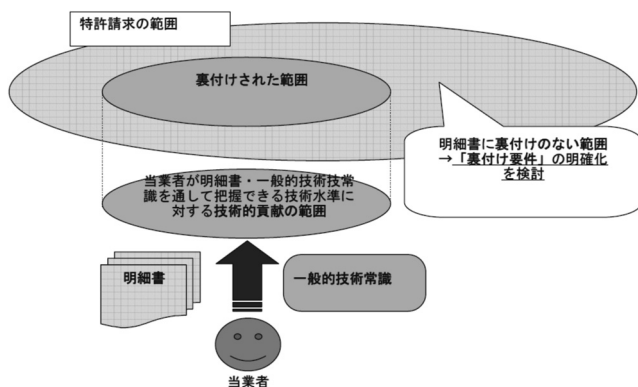 特許請求の範囲
裏付けされた範囲
明細書に裏付けのない範囲
→「裏付け要件」の明確化
を検討
当業者が明細書・一般的技術技常
識を通して把握できる技術水準に
対する技術的貢献の範囲
明細書
一般的技術常識
当業者